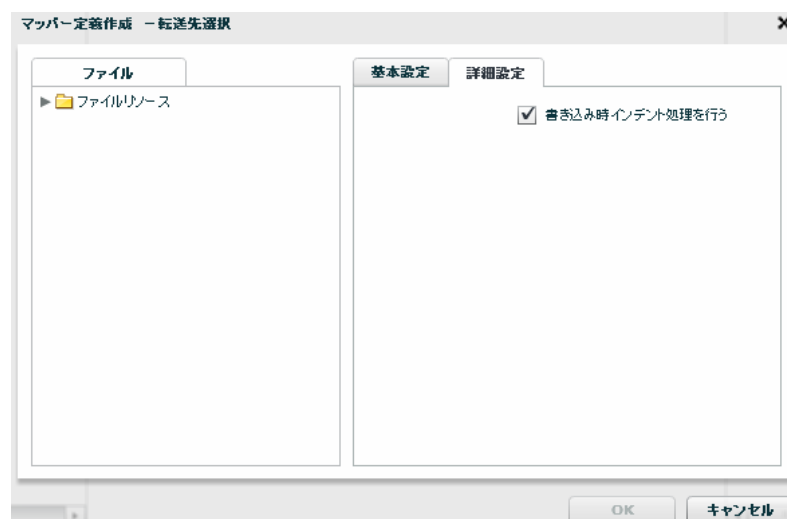 マッパー定義作成 －転送先選択
ファイル
ファイルリソース
基本設定
詳細設定
書き込み時インデント処理を行う
OK
キャンセル